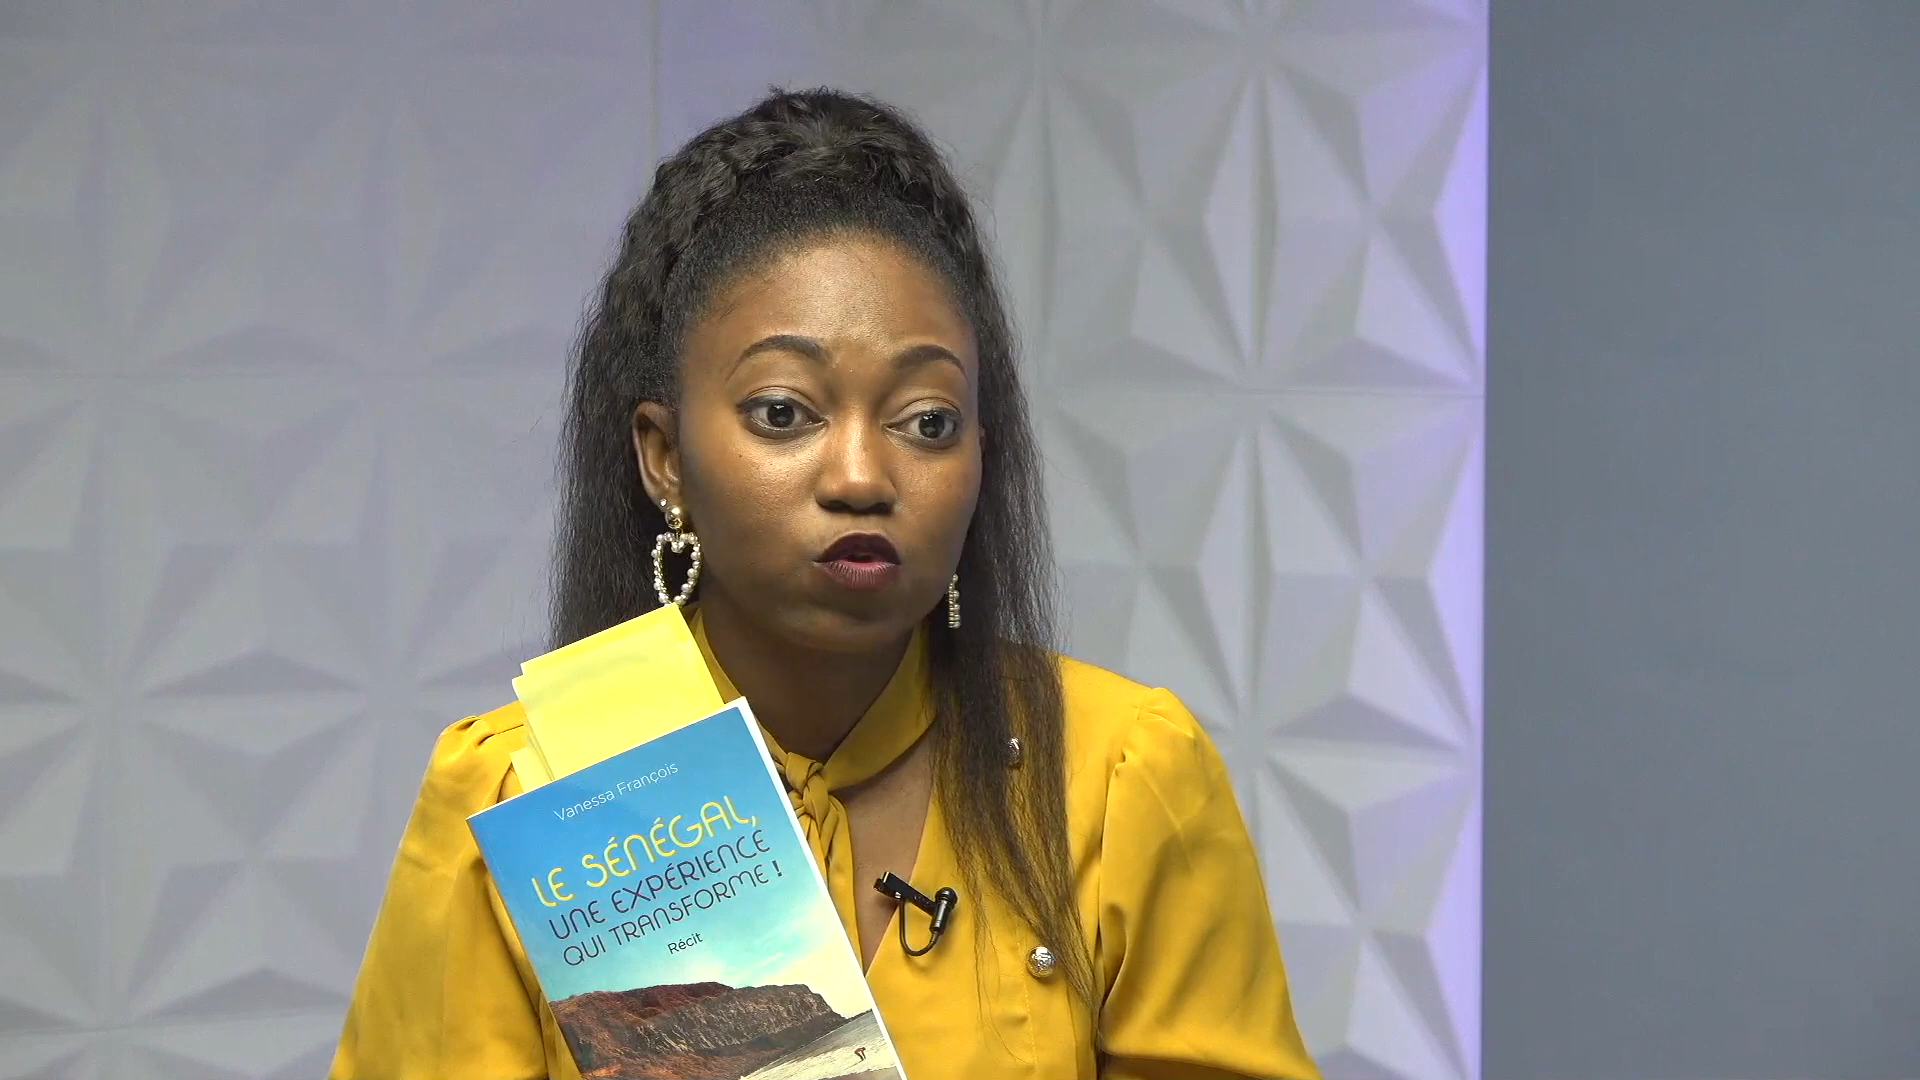 Vanessa François
LE SÉNÉGAL,
UNE EXPÉRIENCE
QUI TRANSFORME !
Récit